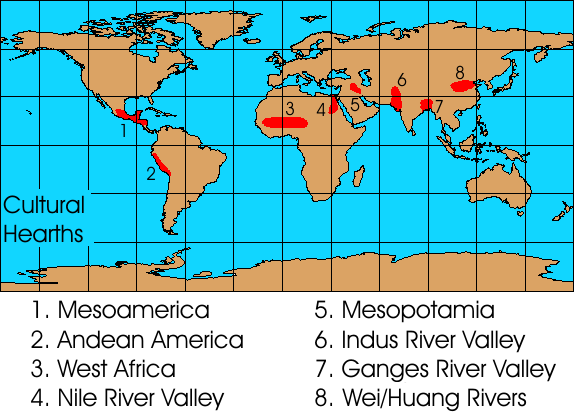 1
2
3
4
5
6
7
8
Cultural
Hearths
1. Mesoamerica
2. Andean America
3. West Africa
4. Nile River Valley
5. Mesopotamia
6. Indus River Valley
7. Ganges River Valley
8. Wei/Huang Rivers